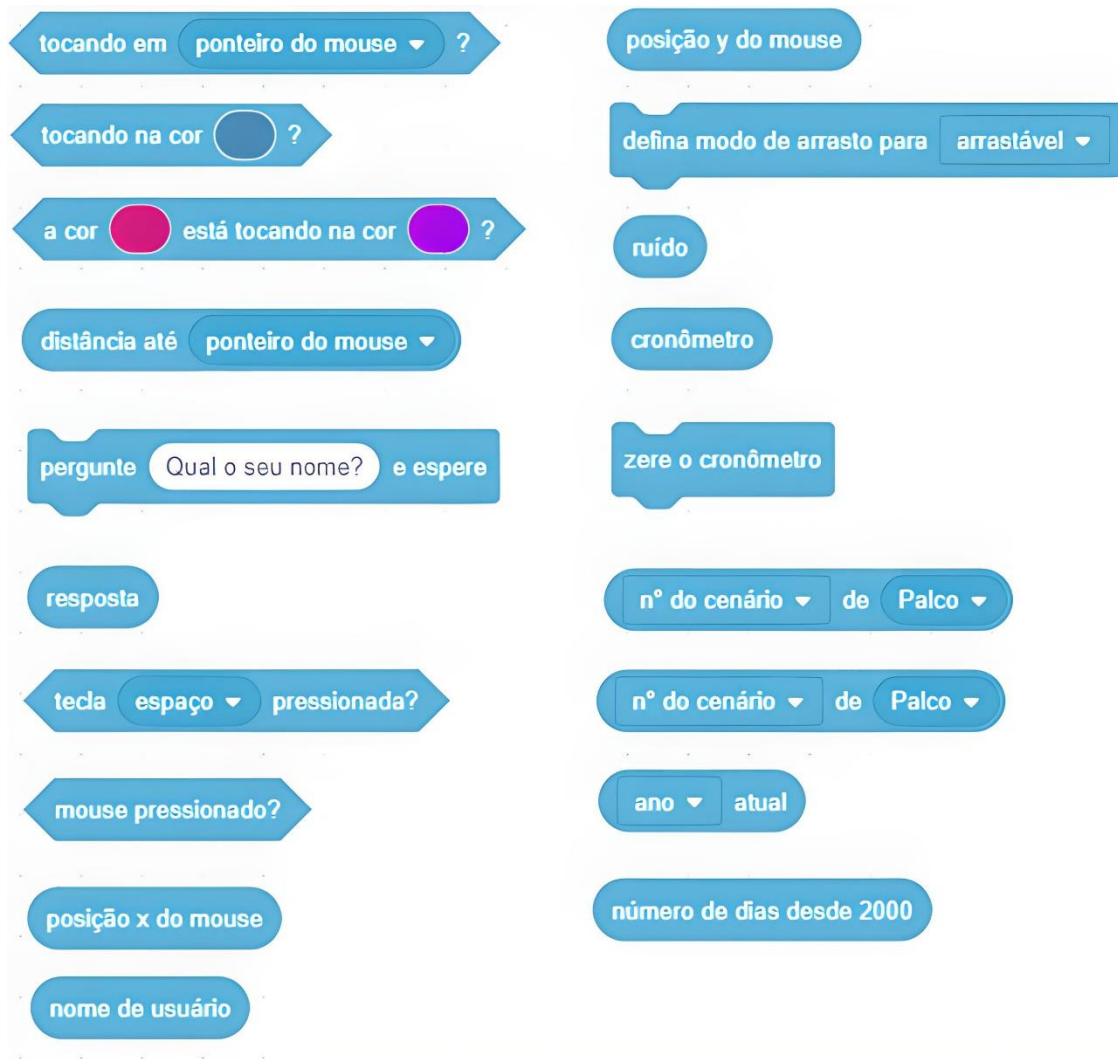 tocando em ponteiro do mouse ?
tocando na cor ?
a cor está tocando na cor ?
distância até ponteiro do mouse
pergunte Qual o seu nome? e espere
resposta
tecla espaço pressionada?
mouse pressionado?
posição x do mouse
nome de usuário
posição y do mouse
defina modo de arrasto para arrastável
ruído
cronômetro
zere o cronômetro
nº do cenário de Palco
nº do cenário de Palco
ano atual
número de dias desde 2000